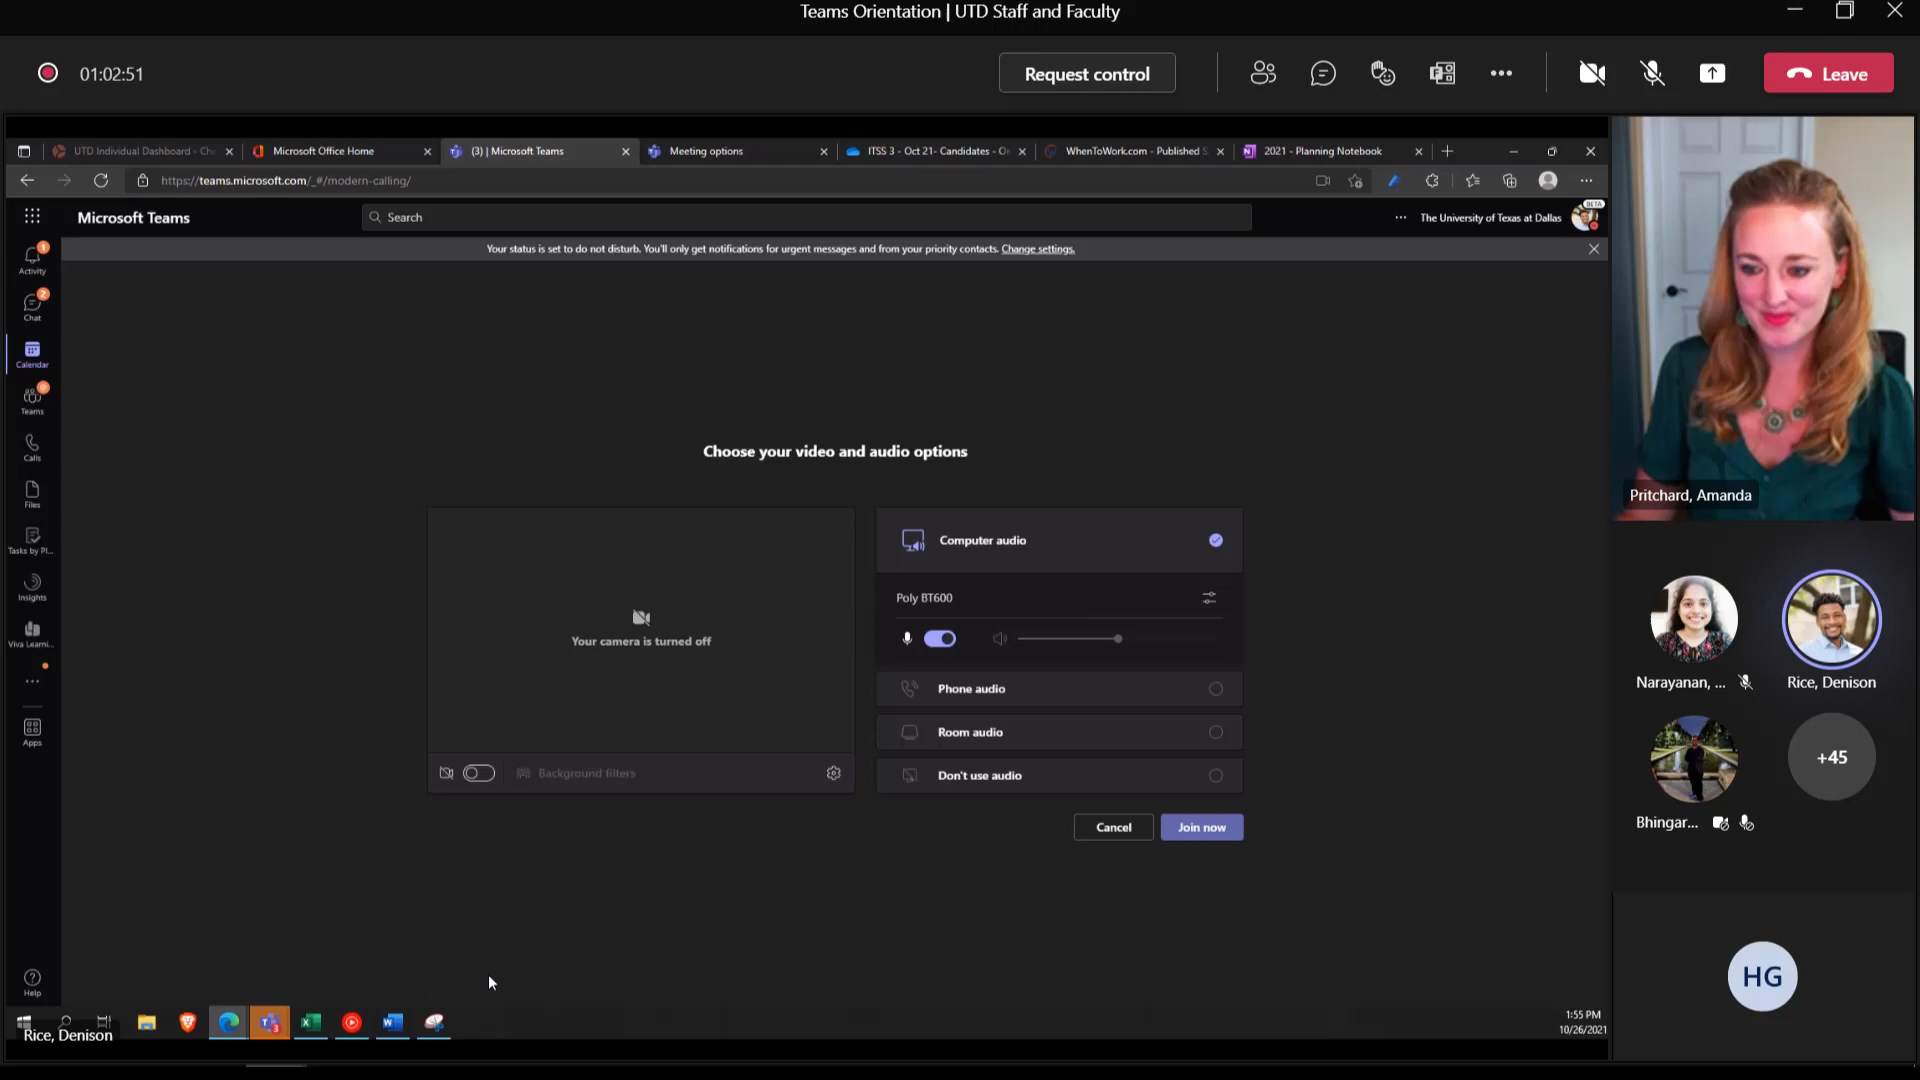 Teams Orientation | UTD Staff and Faculty
01:02:51
Request control
Leave
UTD Individual Dashboard - Ch
Microsoft Office Home
(3) | Microsoft Teams
Meeting options
ITSS 3 - Oct 21- Candidates - O
WhenToWork.com - Published S
2021 - Planning Notebook
https://teams.microsoft.com/_#/modern-calling/
Microsoft Teams
Search
The University of Texas at Dallas
BETA
Your status is set to do not disturb. You'll only get notifications for urgent messages and from your priority contacts. Change settings.
1
Activity
2
Chat
Calendar
Teams
Calls
Files
Tasks by Pl...
Insights
Viva Learni...
Apps
Help
Choose your video and audio options
Your camera is turned off
Background filters
Computer audio
Poly BT600
Phone audio
Room audio
Don't use audio
Cancel
Join now
Pritchard, Amanda
Narayanan, ...
Rice, Denison
Bhingar...
+45
HG
3
1:55 PM
10/26/2021
Rice, Denison